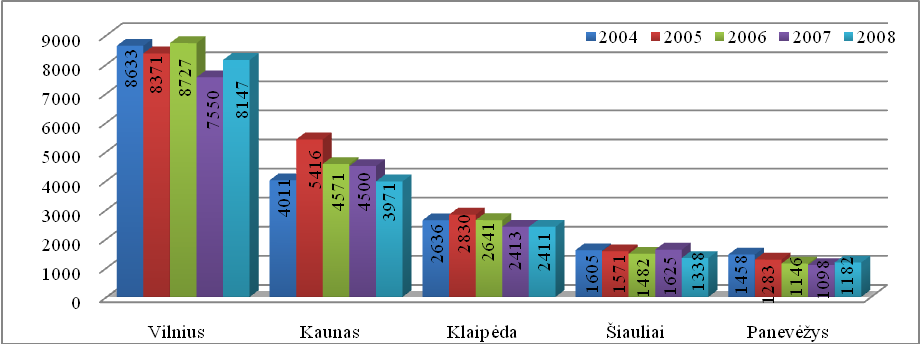 2004 2005 2006 2007 2008
9000
8000
7000
6000
5000
4000
3000
2000
1000
0
8633 8371 8727 7550 8147
4011 5416 4571 4500 3971
2636 2830 2641 2413 2411
1605 1571 1482 1625 1338
1458 1283 1146 1098 1182
Vilnius Kaunas Klaipėda Šiauliai Panevėžys